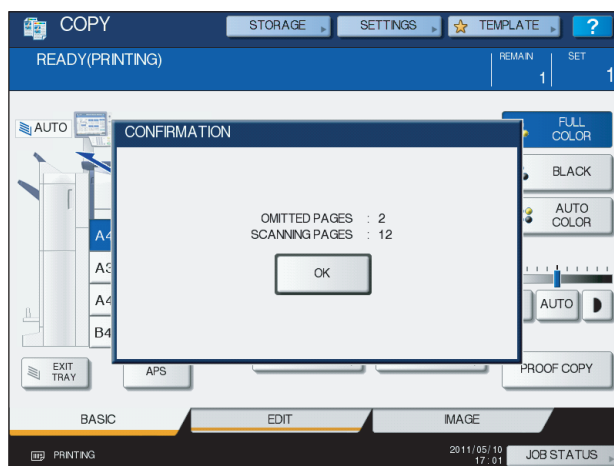 COPY
STORAGE
SETTINGS
TEMPLATE
?
READY(PRINTING)
REMAIN
1
SET
1
AUTO
CONFIRMATION
FULL
COLOR
BLACK
AUTO
COLOR
OMITTED PAGES : 2
SCANNING PAGES : 12
OK
A4
A3
A4
B4
AUTO
EXIT
TRAY
APS
PROOF COPY
BASIC
EDIT
IMAGE
PRINTING
2011/05/10
17:01
JOB STATUS